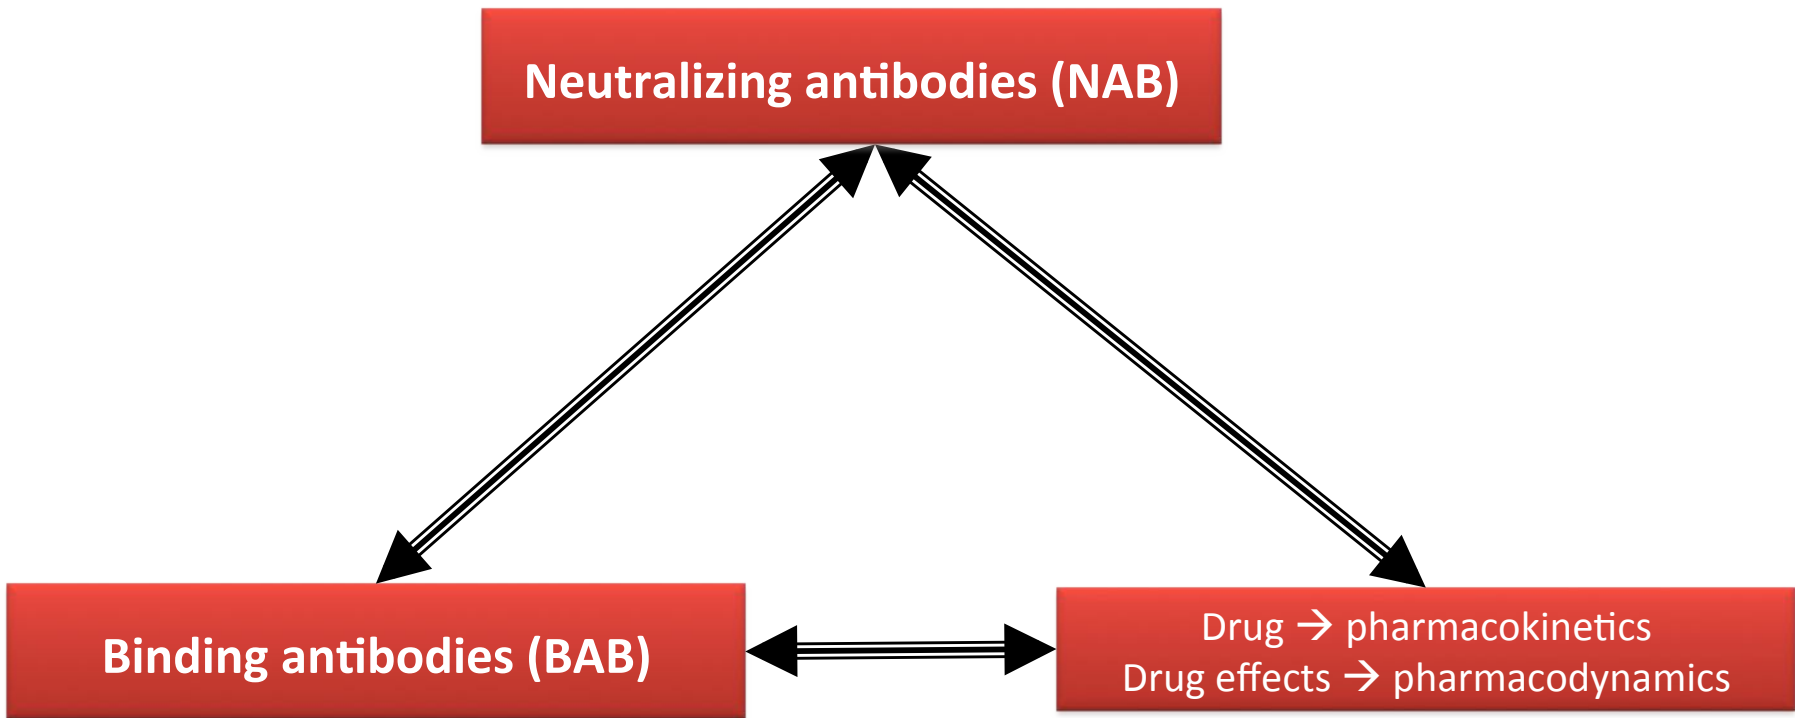 Neutralizing antibodies (NAB)
Binding antibodies (BAB)
Drug → pharmacokinetics
Drug effects → pharmacodynamics